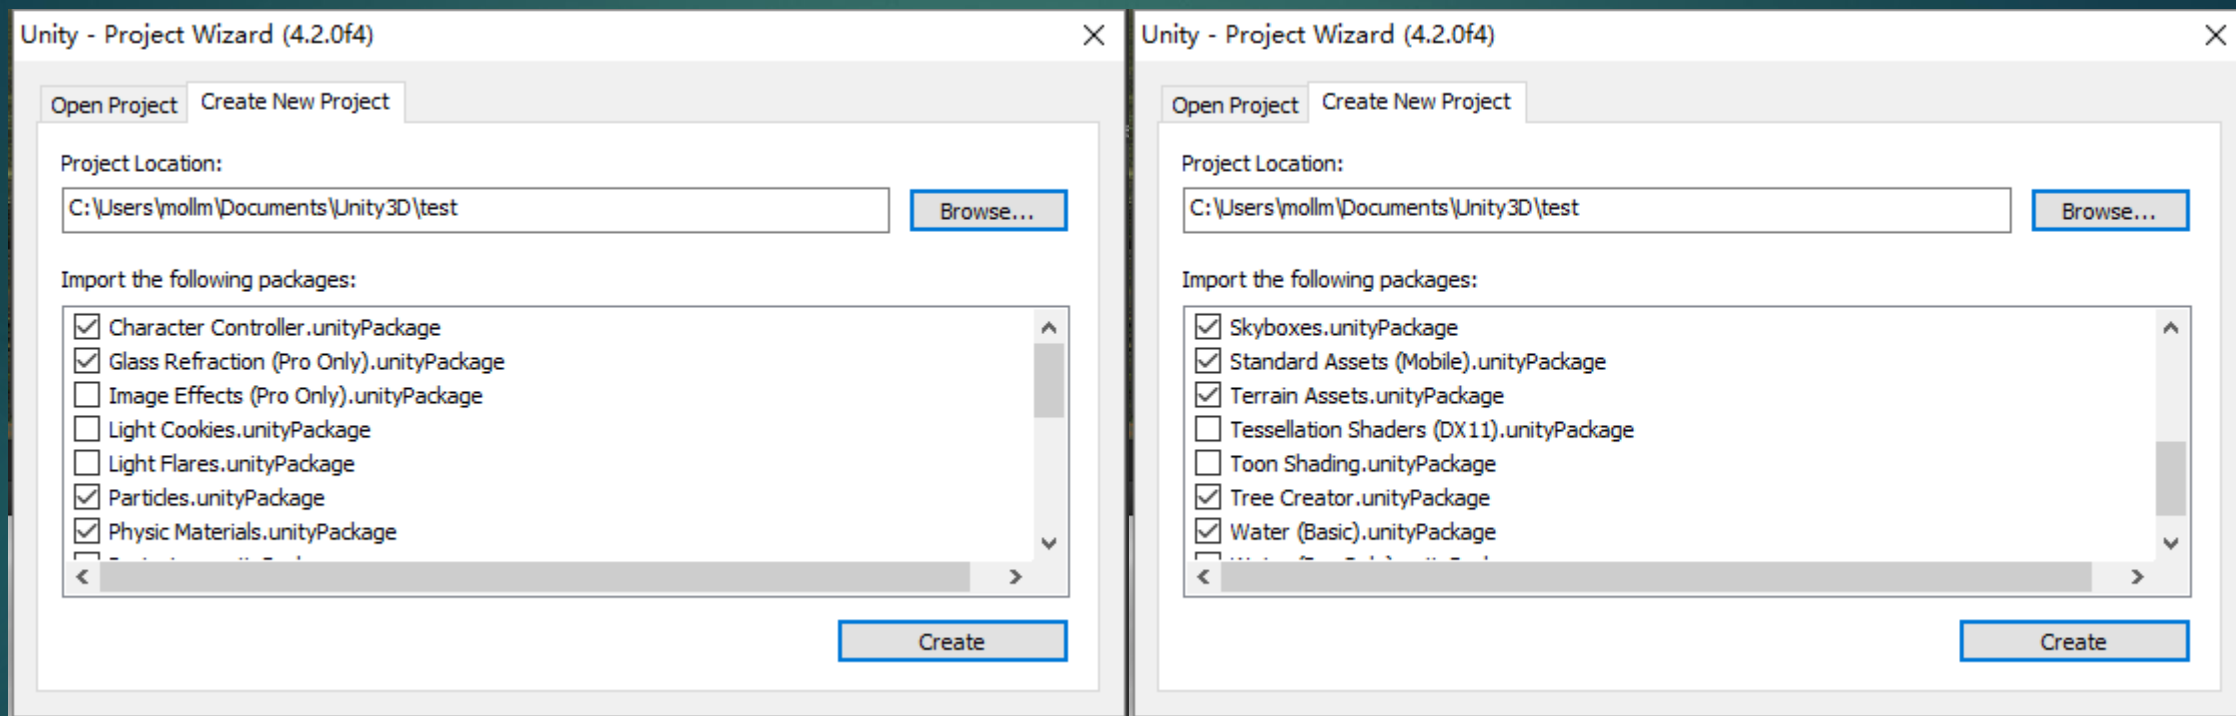 Unity - Project Wizard (4.2.0f4)
Open Project
Create New Project
Project Location:
C:\Users\mollm\Documents\Unity3D\test
Browse...
Import the following packages:
Character Controller.unityPackage
Glass Refraction (Pro Only).unityPackage
Image Effects (Pro Only).unityPackage
Light Cookies.unityPackage
Light Flares.unityPackage
Particles.unityPackage
Physic Materials.unityPackage
Create
Unity - Project Wizard (4.2.0f4)
Open Project
Create New Project
Project Location:
C:\Users\mollm\Documents\Unity3D\test
Browse...
Import the following packages:
Skyboxes.unityPackage
Standard Assets (Mobile).unityPackage
Terrain Assets.unityPackage
Tessellation Shaders (DX11).unityPackage
Toon Shading.unityPackage
Tree Creator.unityPackage
Water (Basic).unityPackage
Create